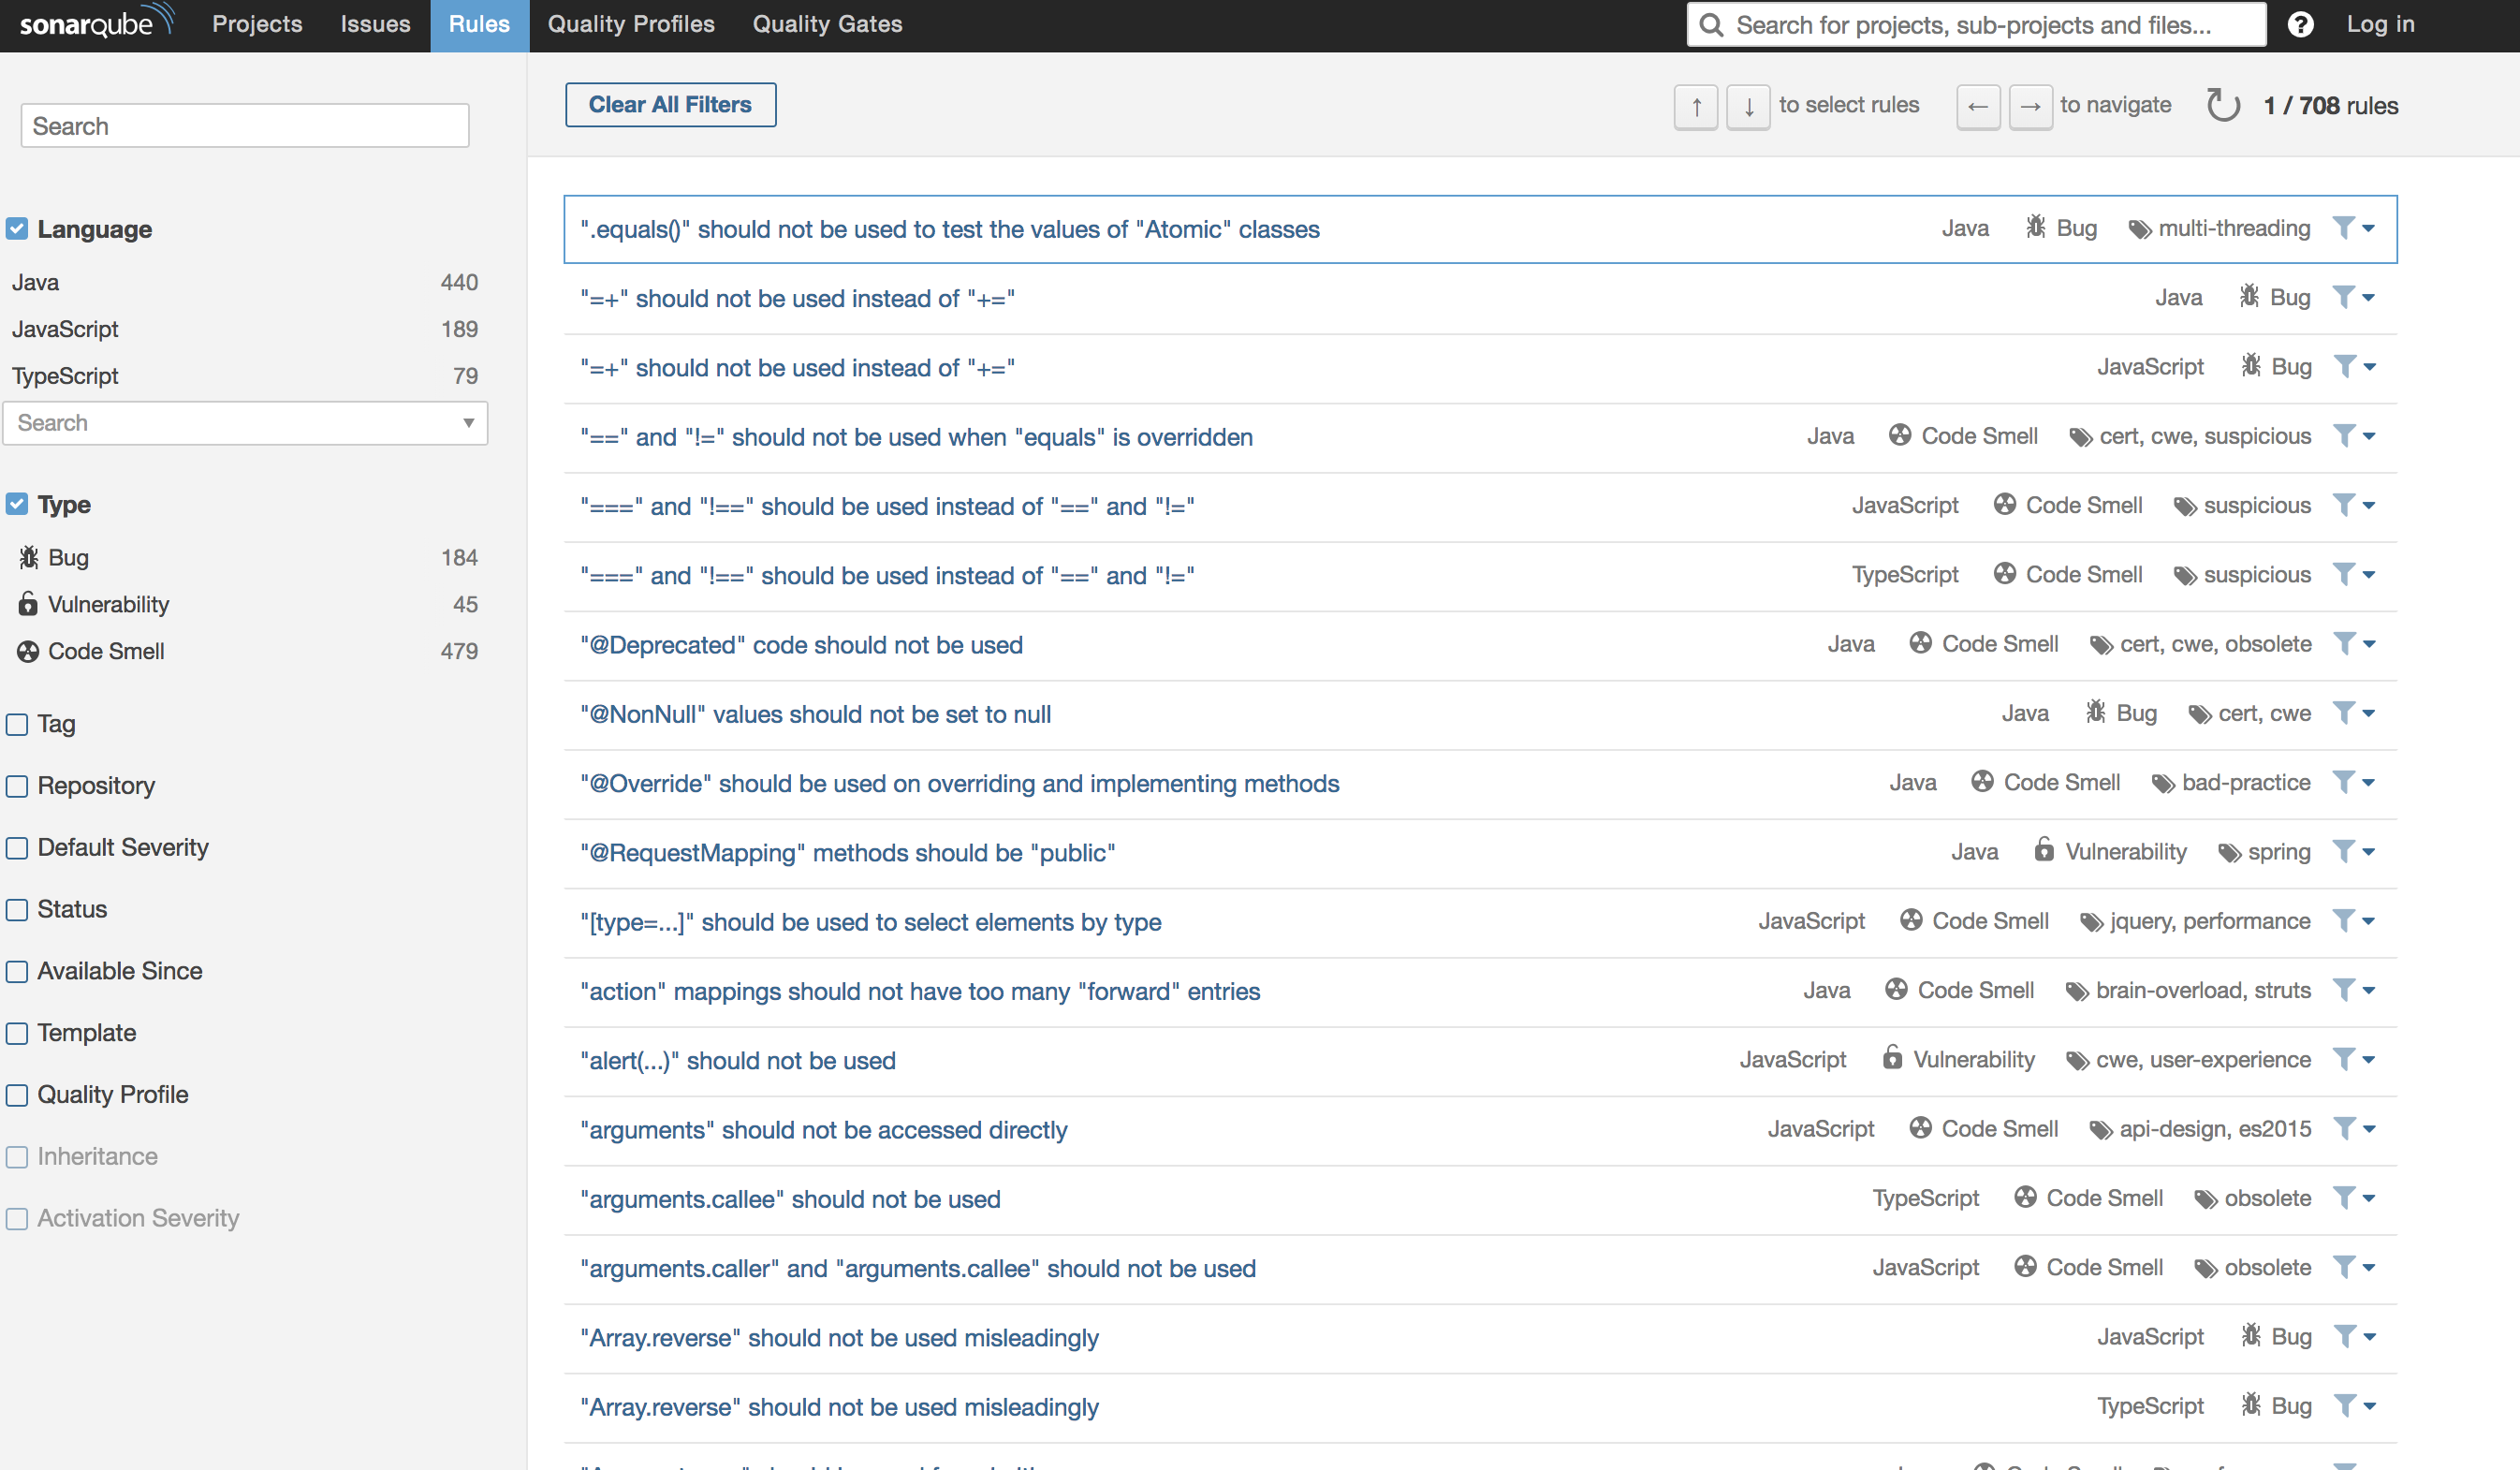 sonarqube Projects Issues Rules Quality Profiles Quality Gates Search for projects, sub-projects and files... ? Log in
Search
Language
Java 440
JavaScript 189
TypeScript 79
Search
Type
Bug 184
Vulnerability 45
Code Smell 479
Tag
Repository
Default Severity
Status
Available Since
Template
Quality Profile
Inheritance
Activation Severity
Clear All Filters ↑ ↓ to select rules ← → to navigate 1 / 708 rules
".equals()" should not be used to test the values of "Atomic" classes Java Bug multi-threading
"=+" should not be used instead of "+=" Java Bug
"=+" should not be used instead of "+=" JavaScript Bug
"==" and "!=" should not be used when "equals" is overridden Java Code Smell cert, cwe, suspicious
"===" and "!==" should be used instead of "==" and "!=" JavaScript Code Smell suspicious
"===" and "!==" should be used instead of "==" and "!=" TypeScript Code Smell suspicious
"@Deprecated" code should not be used Java Code Smell cert, cwe, obsolete
"@NonNull" values should not be set to null Java Bug cert, cwe
"@Override" should be used on overriding and implementing methods Java Code Smell bad-practice
"@RequestMapping" methods should be "public" Java Vulnerability spring
"[type=...]" should be used to select elements by type JavaScript Code Smell jquery, performance
"action" mappings should not have too many "forward" entries Java Code Smell brain-overload, struts
"alert(...)" should not be used JavaScript Vulnerability cwe, user-experience
"arguments" should not be accessed directly JavaScript Code Smell api-design, es2015
"arguments.callee" should not be used TypeScript Code Smell obsolete
"arguments.caller" and "arguments.callee" should not be used JavaScript Code Smell obsolete
"Array.reverse" should not be used misleadingly JavaScript Bug
"Array.reverse" should not be used misleadingly TypeScript Bug